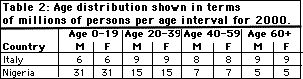 Table 2: Age distribution shown in terms
of millions of persons per age interval for 2000.
Age 0-19 Age 20-39 Age 40-59 Age 60+
Country M F M F M F M F
Italy 6 6 9 9 8 8 9 9
Nigeria 31 31 15 15 7 7 5 5